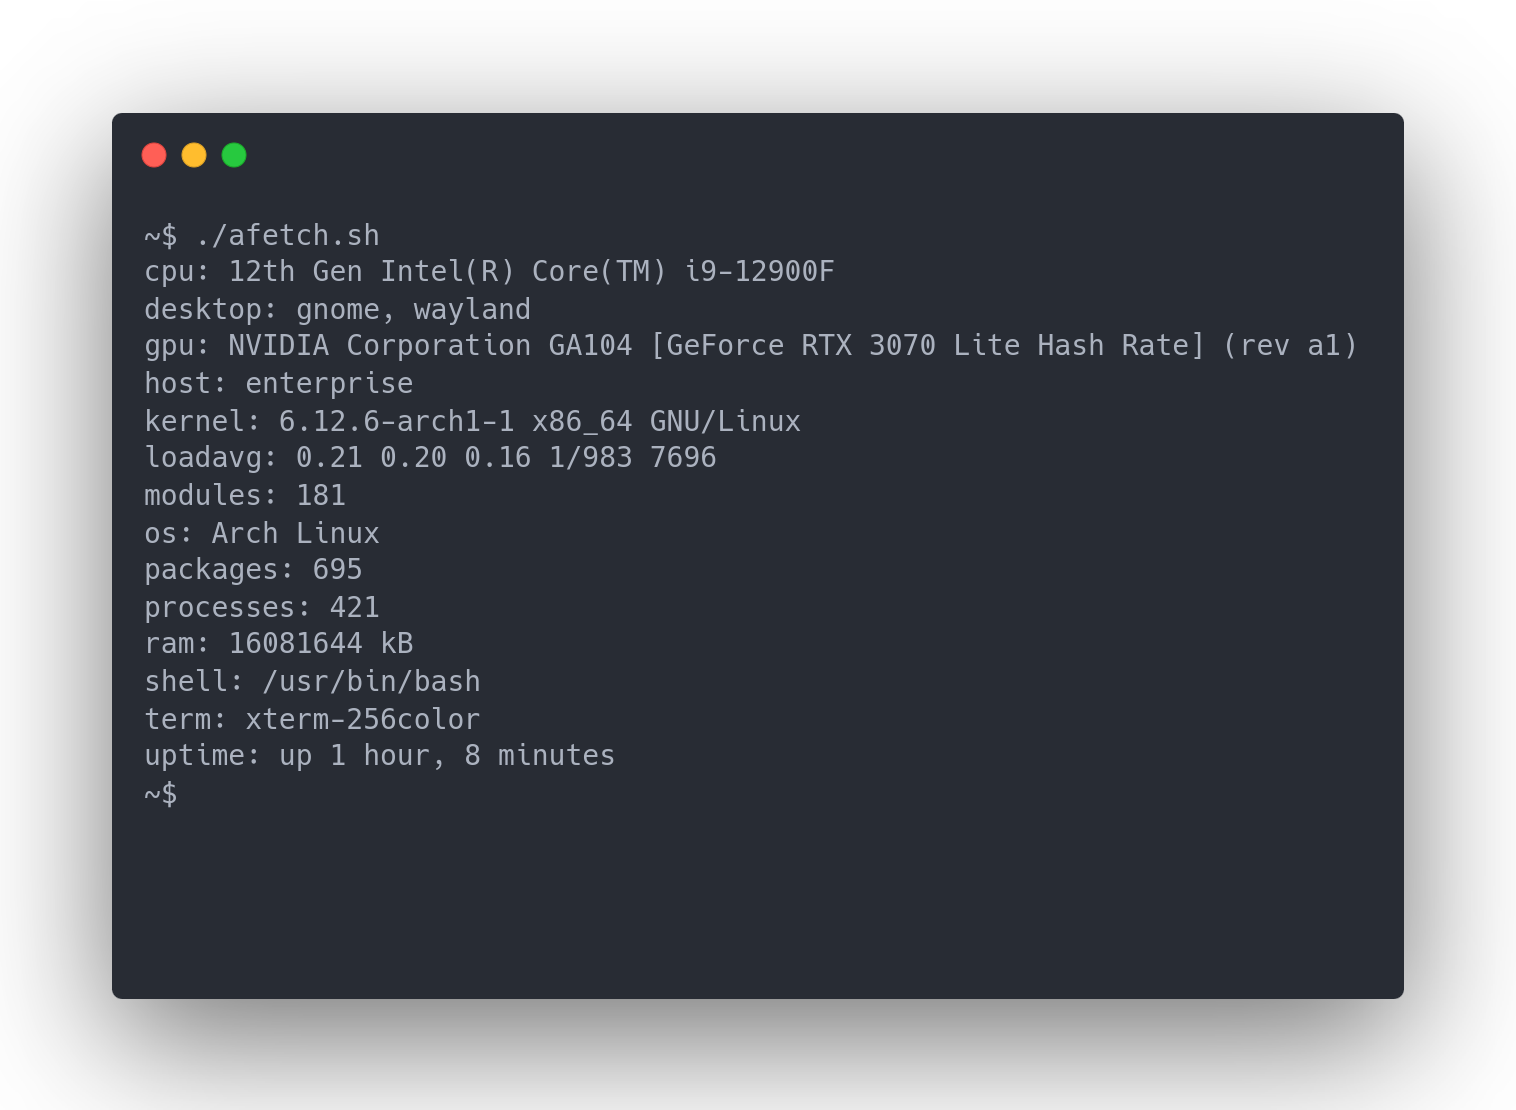 ~$ ./afetch.sh
cpu: 12th Gen Intel(R) Core(TM) i9-12900F
desktop: gnome, wayland
gpu: NVIDIA Corporation GA104 [GeForce RTX 3070 Lite Hash Rate] (rev a1)
host: enterprise
kernel: 6.12.6-arch1-1 x86_64 GNU/Linux
loadavg: 0.21 0.20 0.16 1/983 7696
modules: 181
os: Arch Linux
packages: 695
processes: 421
ram: 16081644 kB
shell: /usr/bin/bash
term: xterm-256color
uptime: up 1 hour, 8 minutes
~$